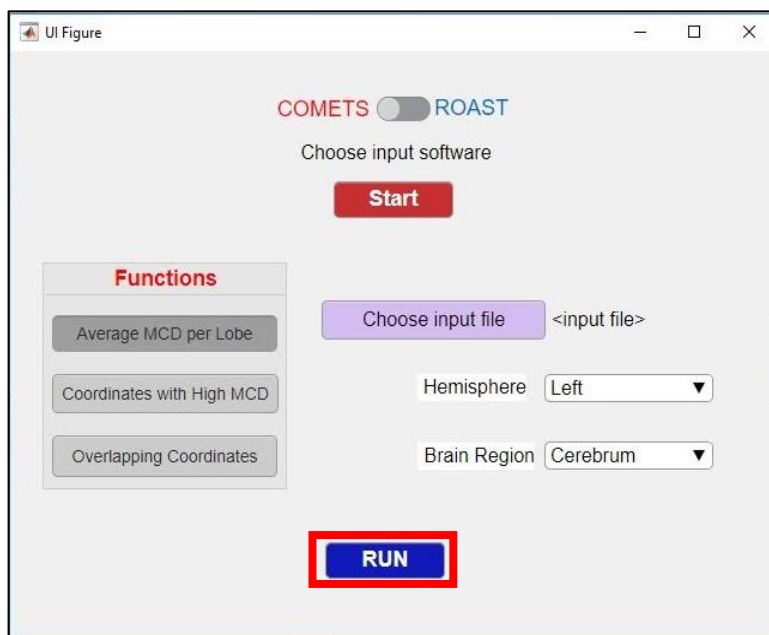 UI Figure
COMETS ROAST
Choose input software
Start
Functions
Average MCD per Lobe
Coordinates with High MCD
Overlapping Coordinates
Choose input file <input file>
Hemisphere Left
Brain Region Cerebrum
RUN